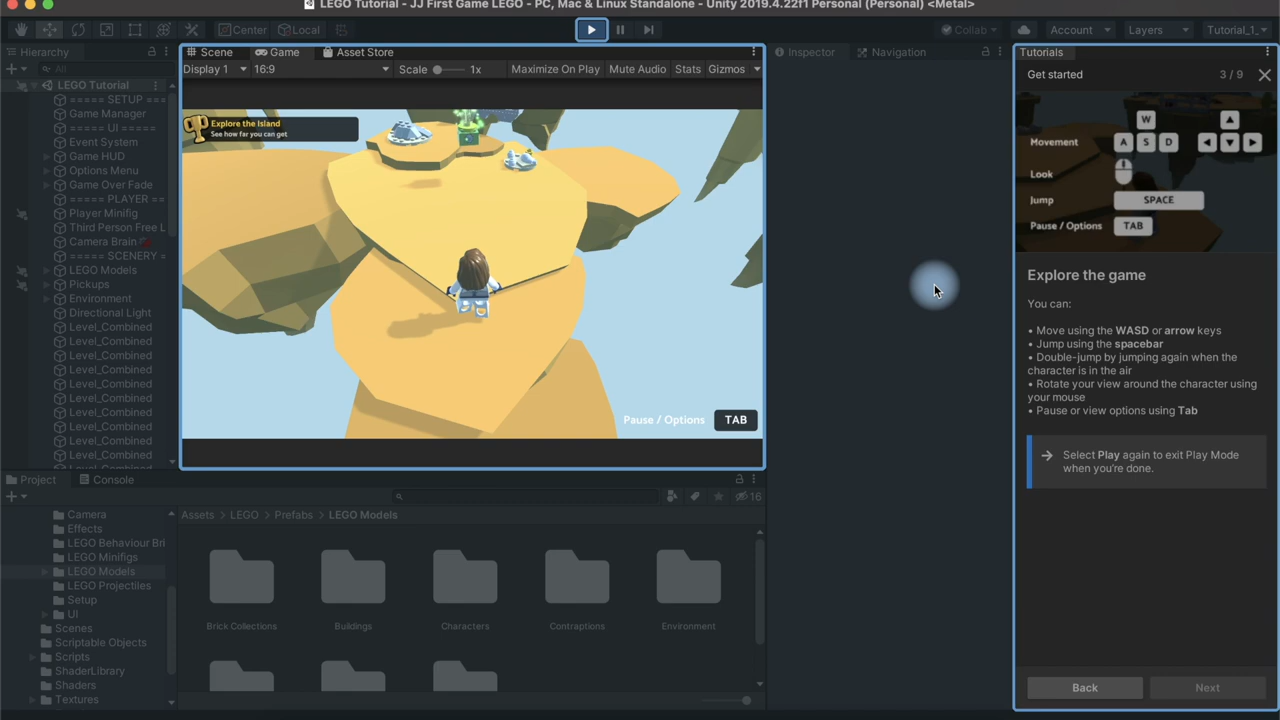 LEGO Tutorial - JJ First Game LEGO - PC, Mac & Linux Standalone - Unity 2019.4.22f1 Personal (Personal) <Metal>
Center
Local
Collab
Account
Layers
Tutorial_1_
Hierarchy
All
LEGO Tutorial
===== SETUP ===
Game Manager
===== UI =====
Event System
Game HUD
Options Menu
Game Over Fade
===== PLAYER ==
Player Minifig
Third Person Free L
Camera Brain
===== SCENERY =
LEGO Models
Pickups
Environment
Directional Light
Level_Combined
Level_Combined
Level_Combined
Level_Combined
Level_Combined
Level_Combined
Level_Combined
Level_Combined
Level_Combined
Level_Combined
Scene
Game
Asset Store
Display 1
16:9
Scale
1x
Maximize On Play
Mute Audio
Stats
Gizmos
Explore the Island
See how far you can get
Pause / Options
TAB
Inspector
Navigation
Tutorials
Get started
3 / 9
W
Movement
A S D
Look
Jump
SPACE
Pause / Options
TAB
Explore the game
You can:
• Move using the WASD or arrow keys
• Jump using the spacebar
• Double-jump by jumping again when the
character is in the air
• Rotate your view around the character using
your mouse
• Pause or view options using Tab
Select Play again to exit Play Mode
when you're done.
Back
Next
Project
Console
16
Camera
Effects
LEGO Behaviour Bri
LEGO Minifigs
LEGO Models
LEGO Projectiles
Setup
UI
Scenes
Scriptable Objects
Scripts
ShaderLibrary
Shaders
Textures
Assets > LEGO > Prefabs > LEGO Models
Brick Collections
Buildings
Characters
Contraptions
Environment